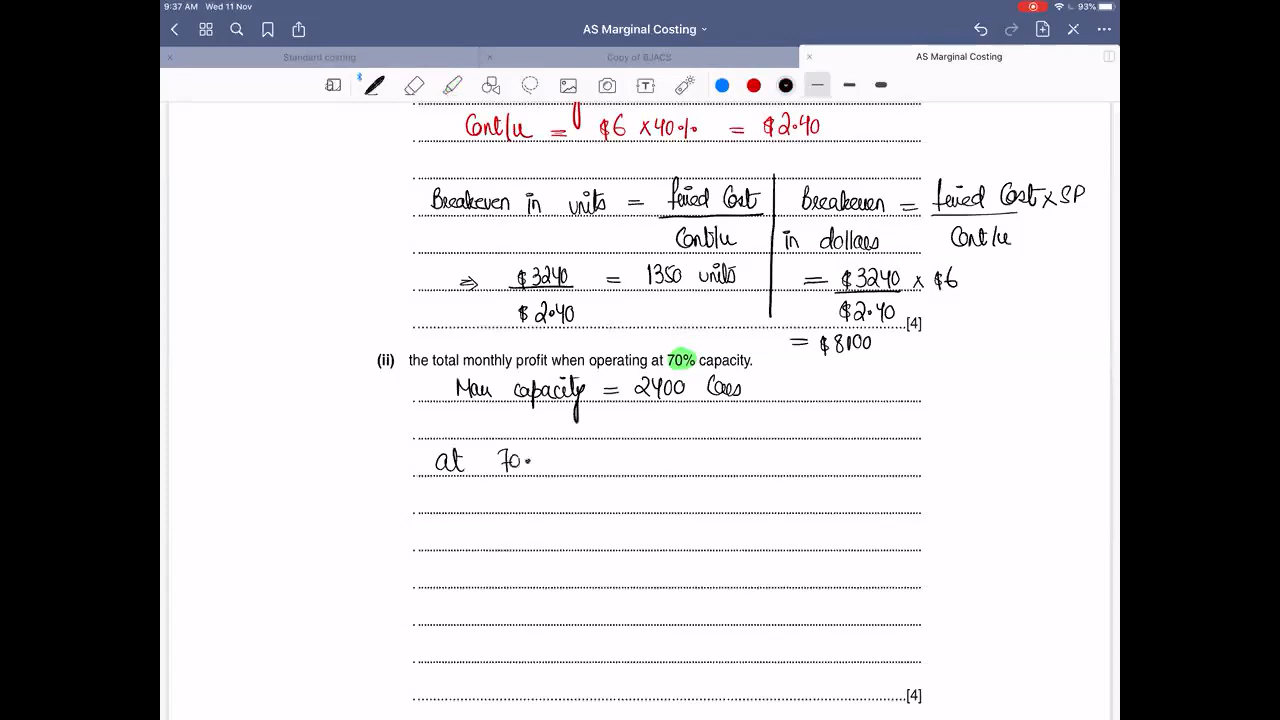 9:37 AM Wed 11 Nov
93%
AS Marginal Costing
Standard costing
Copy of BJACS
AS Marginal Costing
Cont/u = $6 x 40% = $2.40
Breakeven in units = Fixed Cost / Cont/u
⇒ $3240 / $2.40 = 1350 units
Breakeven in dollars = Fixed Cost x SP / Cont/u
= $3240 / $2.40 x $6
= $8100
[4]
(ii) the total monthly profit when operating at 70% capacity.
Max capacity = 2400 Cars
at 70.
[4]